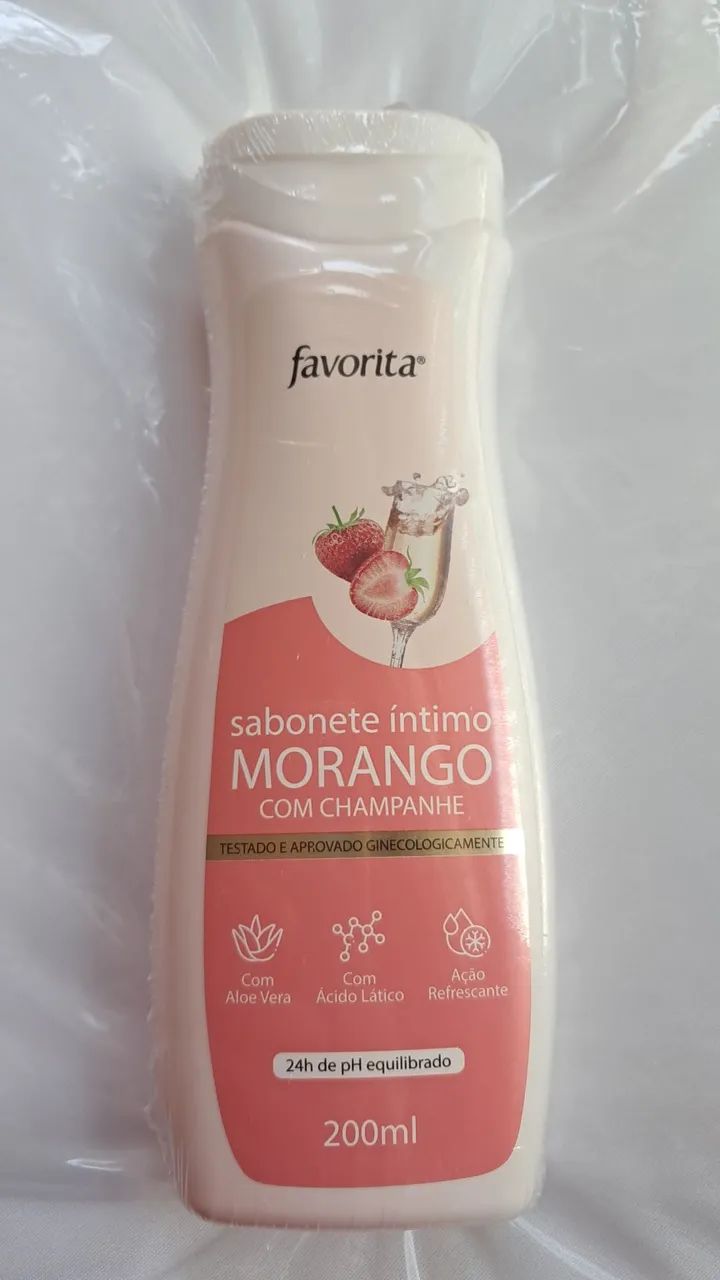 favorita®
sabonete íntimo
MORANGO
COM CHAMPANHE
TESTADO E APROVADO GINECOLOGICAMENTE
Com
Aloe Vera
Com
Ácido Lático
Ação
Refrescante
24h de pH equilibrado
200ml